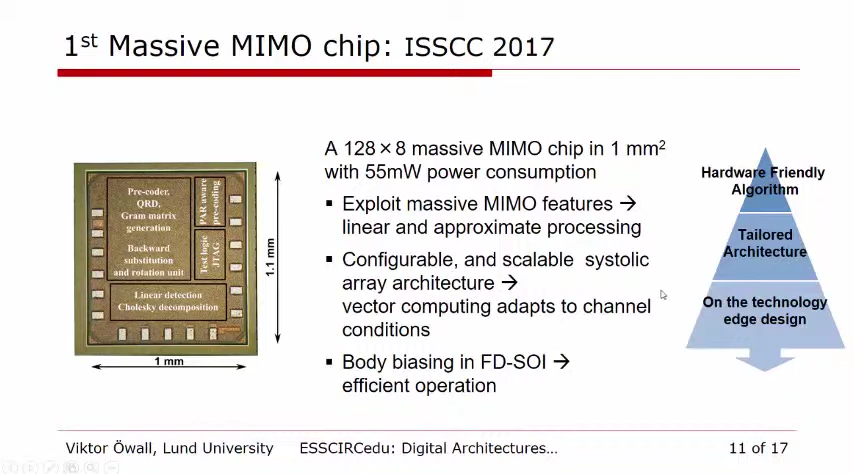 1st Massive MIMO chip: ISSCC 2017
Pre-coder,
QRD,
Gram matrix
generation
Backward
substitution
and rotation unit
PAR aware
pre-coding
Test logic
JTAG
Linear detection
Cholesky decomposition
1.1 mm
1 mm
A 128×8 massive MIMO chip in 1 mm2
with 55mW power consumption
▪ Exploit massive MIMO features →
linear and approximate processing
▪ Configurable, and scalable systolic
array architecture →
vector computing adapts to channel
conditions
▪ Body biasing in FD-SOI →
efficient operation
Hardware Friendly
Algorithm
Tailored
Architecture
On the technology
edge design
Viktor Öwall, Lund University ESSCIRCedu: Digital Architectures… 11 of 17